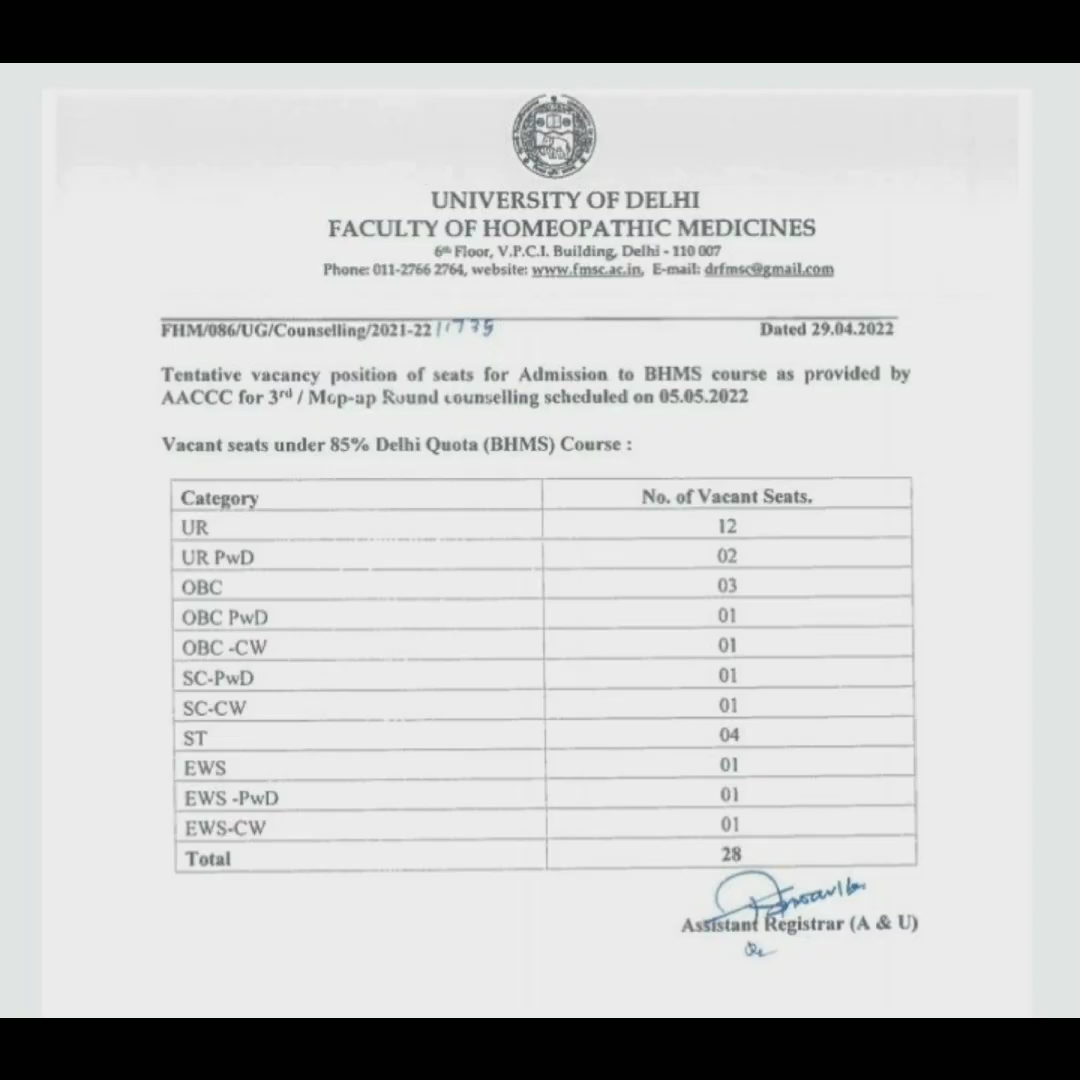 UNIVERSITY OF DELHI
FACULTY OF HOMEOPATHIC MEDICINES
6th Floor, V.P.C.I. Building, Delhi - 110 007
Phone: 011-2766 2764, website: www.fmsc.ac.in, E-mail: drfmsc@gmail.com
FHM/086/UG/Counselling/2021-22 Dated 29.04.2022
Tentative vacancy position of seats for Admission to BHMS course as provided by
AACCC for 3rd / Mop-ap Round counselling scheduled on 05.05.2022
Vacant seats under 85% Delhi Quota (BHMS) Course :
Category No. of Vacant Seats.
UR 12
UR PwD 02
OBC 03
OBC PwD 01
OBC -CW 01
SC-PwD 01
SC-CW 01
ST 04
EWS 01
EWS -PwD 01
EWS-CW 01
Total 28
Assistant Registrar (A & U)